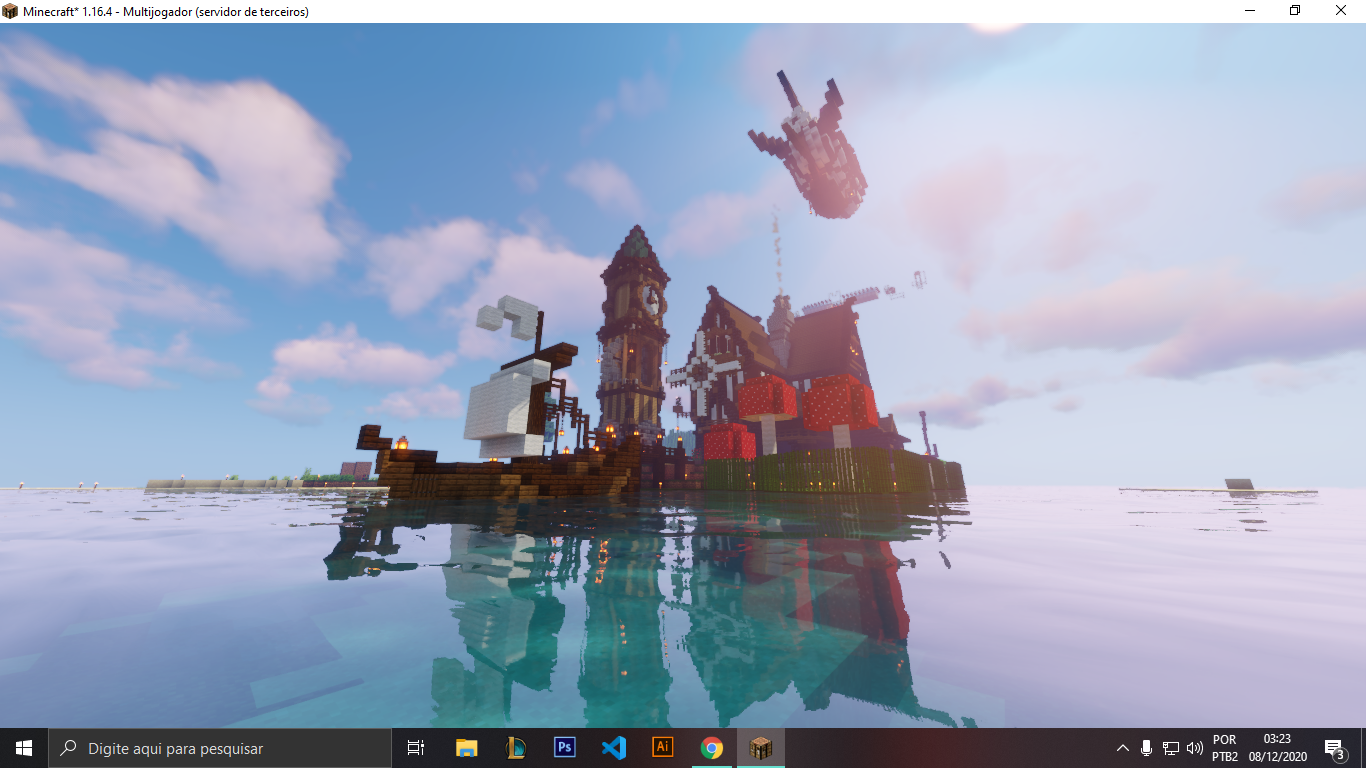 Minecraft* 1.16.4 - Multijogador (servidor de terceiros)
Digite aqui para pesquisar
Ps
Ai
POR
PTB2
03:23
08/12/2020
3